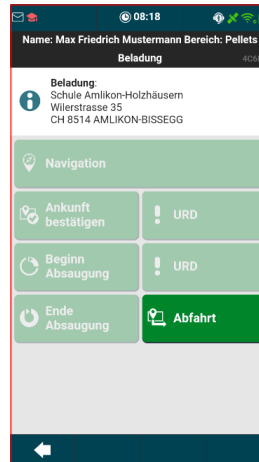 08:18
Name: Max Friedrich Mustermann Bereich: Pellets
Beladung
Beladung:
Schule Amlikon-Holzhäusern
Wilerstrasse 35
CH 8514 AMLIKON-BISSEGG
Navigation
Ankunft
bestätigen
URD
Beginn
Absaugung
URD
Ende
Absaugung
Abfahrt